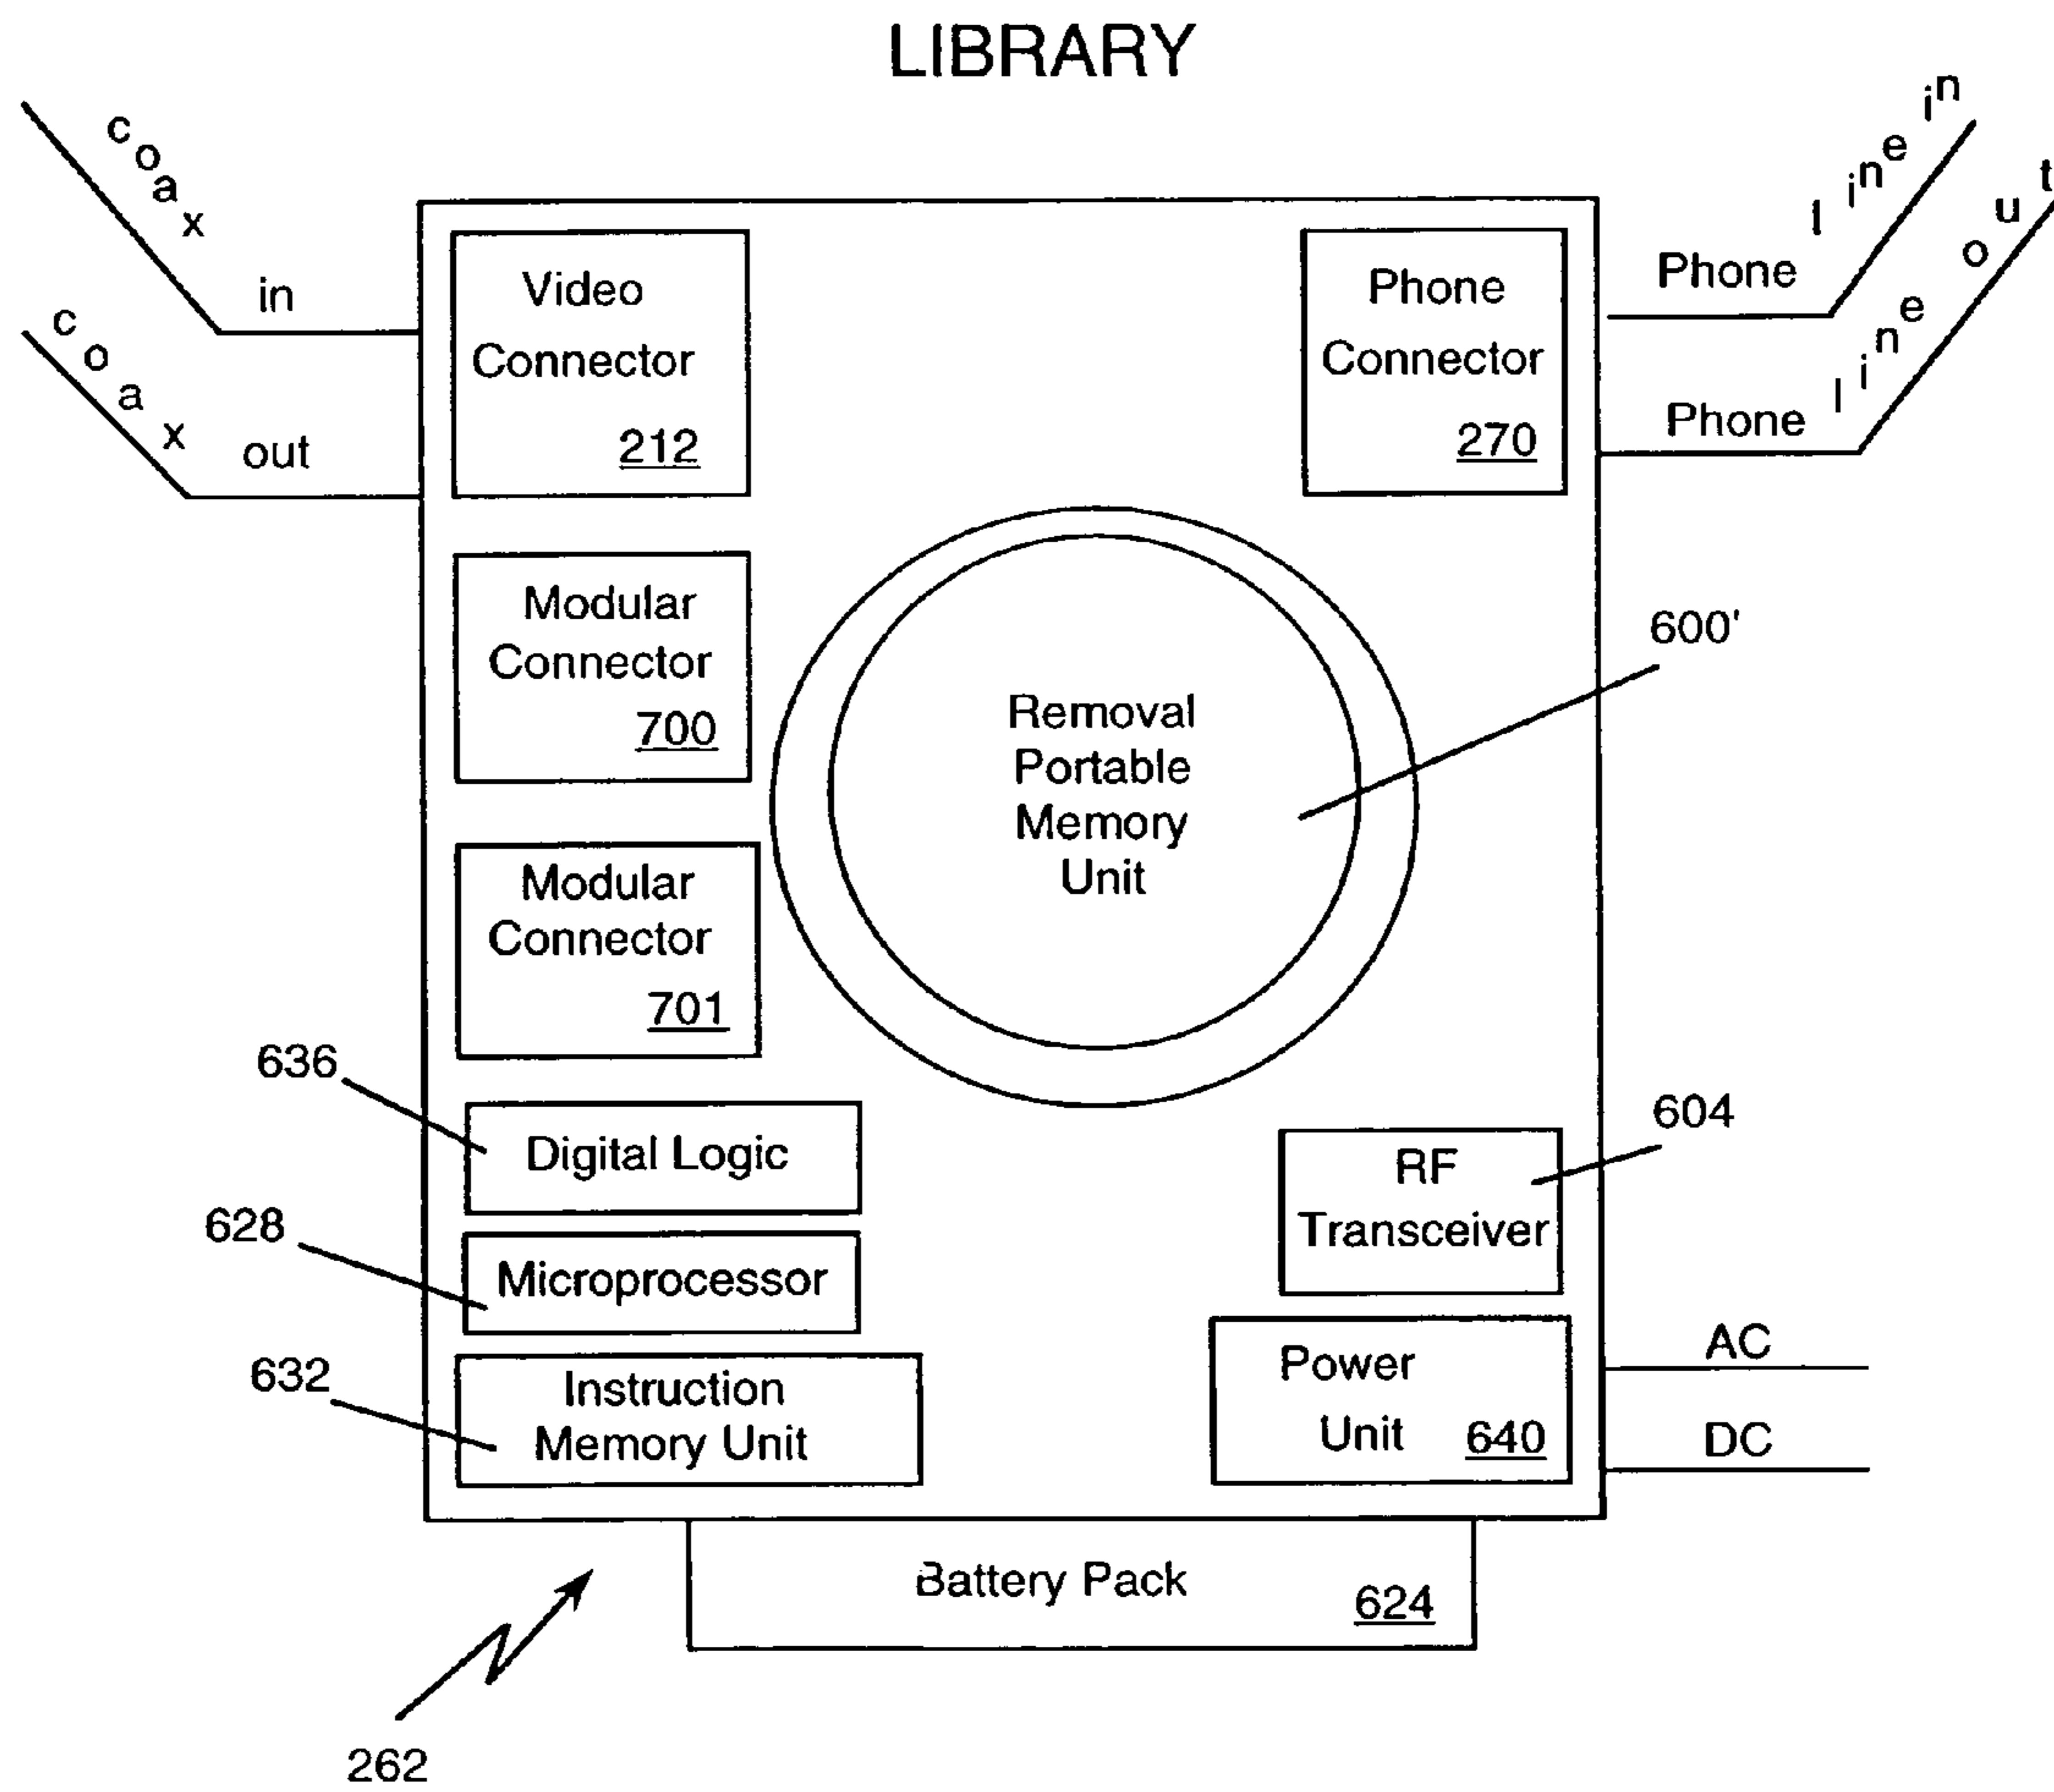 LIBRARY
coax in
coax out
Phone line in
Phone line out
Video
Connector
212
Phone
Connector
270
Modular
Connector
700
600'
Removal
Portable
Memory
Unit
Modular
Connector
701
636
Digital Logic
604
RF
Transceiver
628
Microprocessor
632
Instruction
Memory Unit
Power
Unit 640
AC
DC
Battery Pack 624
262